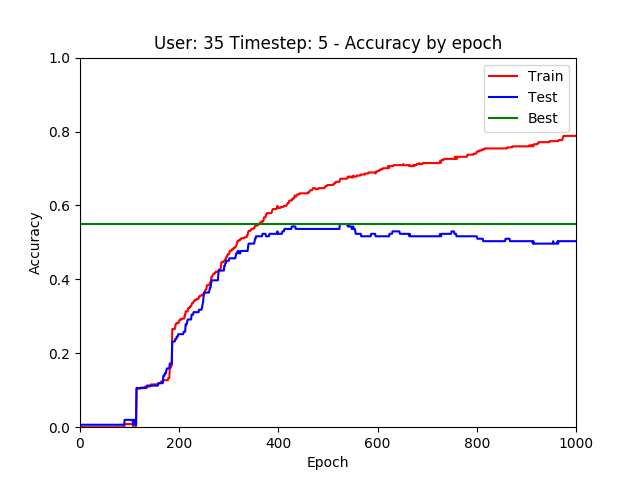 User: 35 Timestep: 5 - Accuracy by epoch
1.0
0.8
0.6
0.4
0.2
0.0
Accuracy
Train
Test
Best
0 200 400 600 800 1000
Epoch